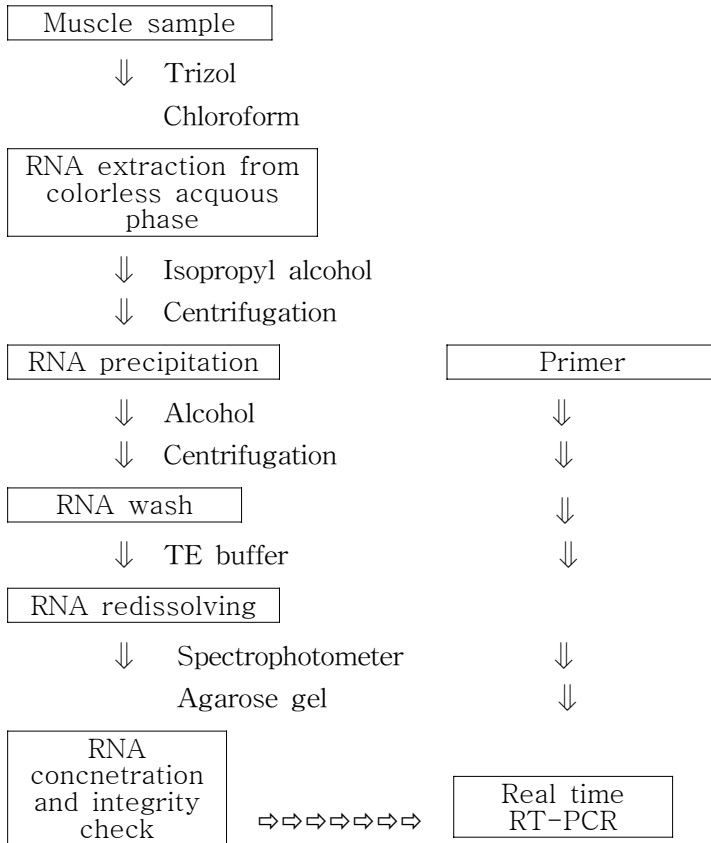 Muscle sample
⇓ Trizol
Chloroform
RNA extraction from
colorless acquous
phase
⇓ Isopropyl alcohol
⇓ Centrifugation
RNA precipitation Primer
⇓ Alcohol ⇓
⇓ Centrifugation ⇓
RNA wash ⇓
⇓ TE buffer ⇓
RNA redissolving
⇓ Spectrophotometer ⇓
Agarose gel ⇓
RNA
concnetration
and integrity
check
⇨⇨⇨⇨⇨⇨⇨
Real time
RT-PCR